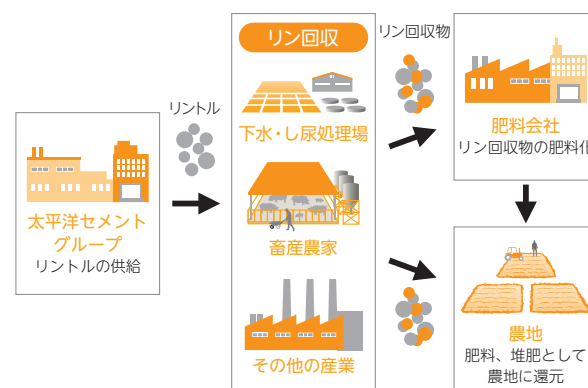 リン回収
リン回収物
リントル
下水・し尿処理場
肥料会社
リン回収物の肥料化
太平洋セメント
グループ
リントルの供給
畜産農家
農地
肥料、堆肥として
農地に還元
その他の産業